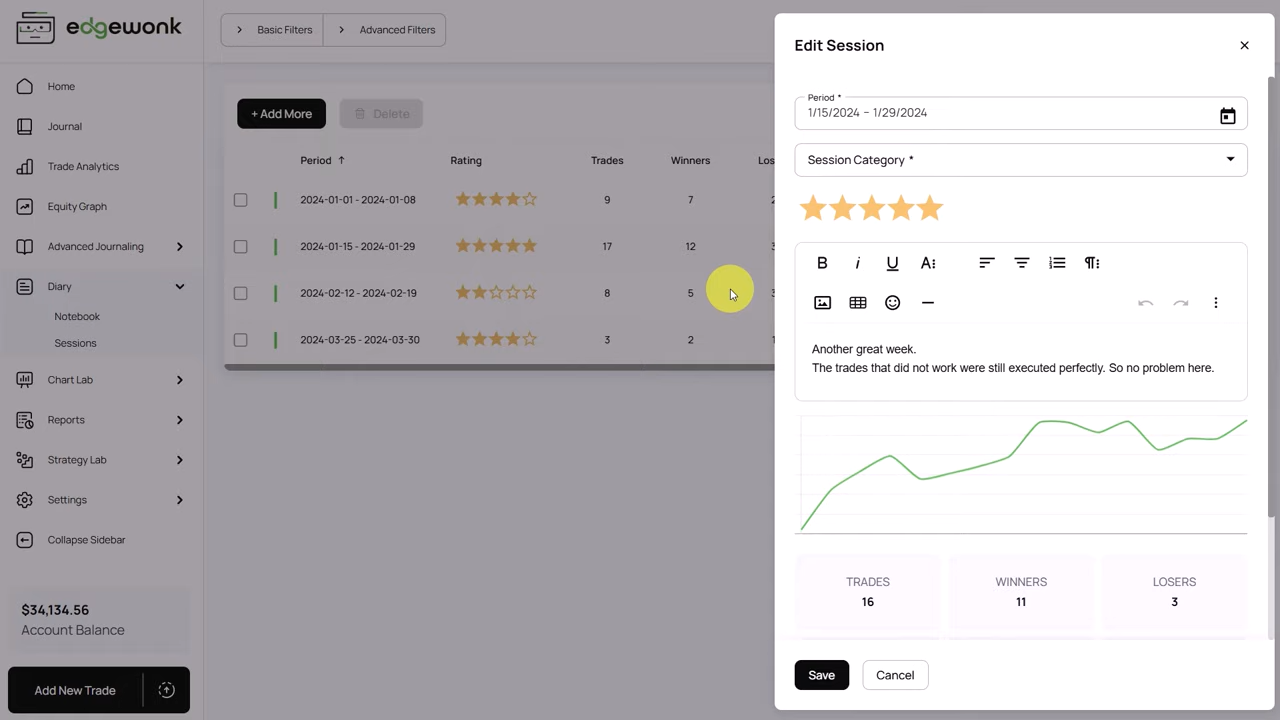 edgewonk
Basic Filters
Advanced Filters
Home
Journal
Trade Analytics
Equity Graph
Advanced Journaling
Diary
Notebook
Sessions
Chart Lab
Reports
Strategy Lab
Settings
Collapse Sidebar
$34,134.56
Account Balance
Add New Trade
+ Add More
Delete
Period Rating Trades Winners Los
2024-01-01 - 2024-01-08 9 7 2
2024-01-15 - 2024-01-29 17 12 3
2024-02-12 - 2024-02-19 8 5 3
2024-03-25 - 2024-03-30 3 2 1
Edit Session
Period *
1/15/2024 – 1/29/2024
Session Category *
B i U A:
Another great week.
The trades that did not work were still executed perfectly. So no problem here.
TRADES WINNERS LOSERS
16 11 3
Save
Cancel